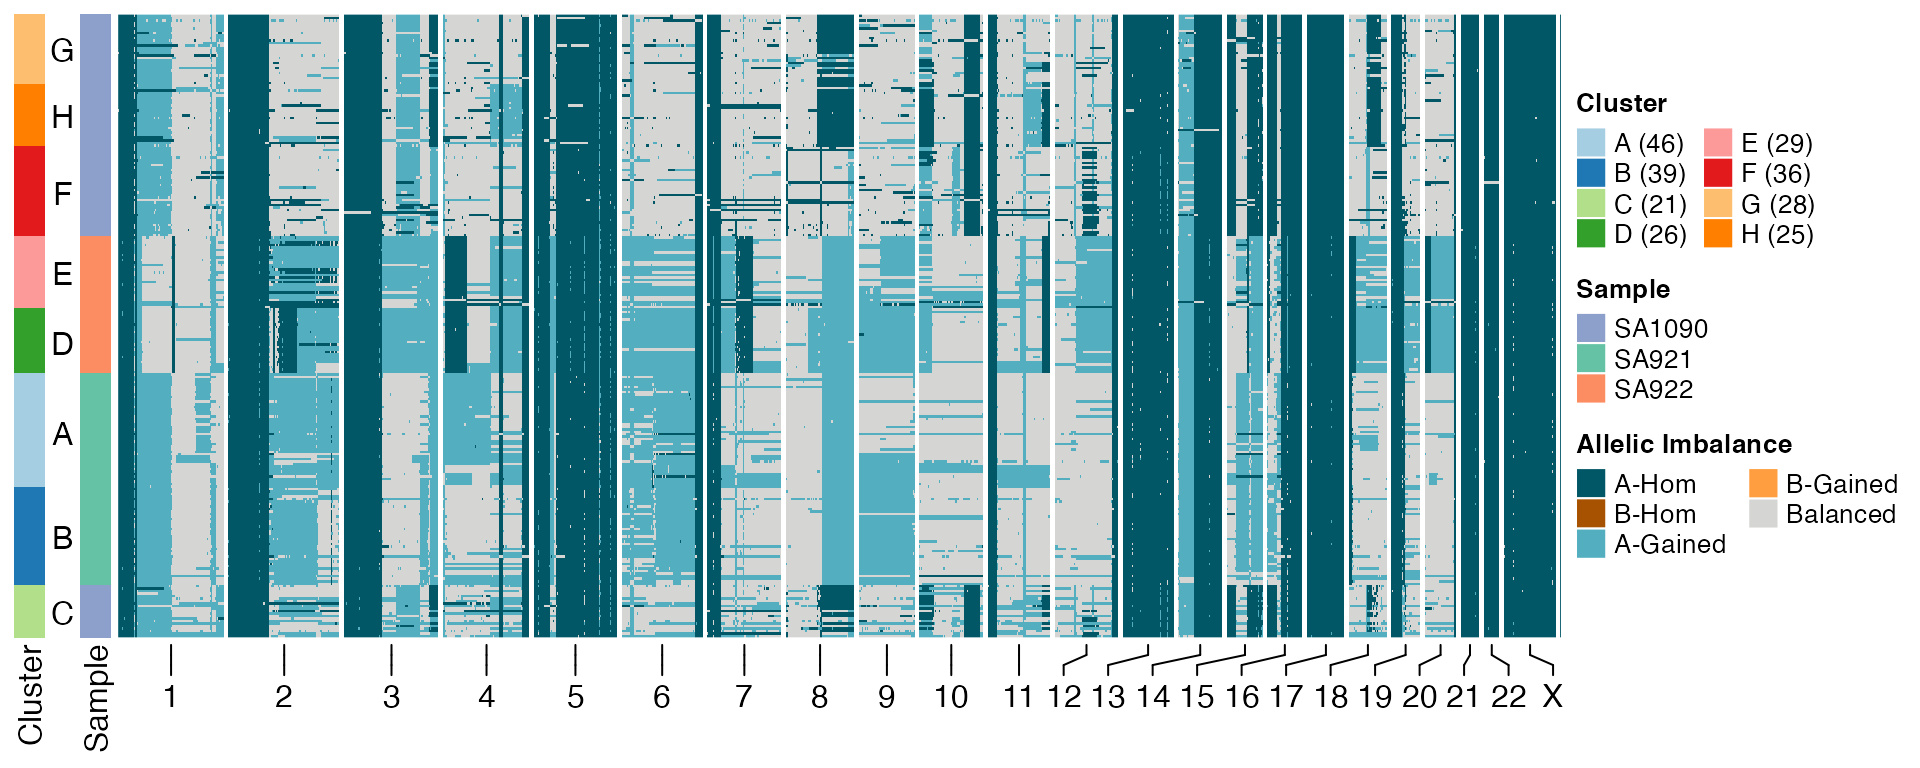 G
H
F
E
D
A
B
C
Cluster
Sample
1 2 3 4 5 6 7 8 9 10 11 12 13 14 15 16 17 18 19 20 21 22 X
Cluster
A (46) E (29)
B (39) F (36)
C (21) G (28)
D (26) H (25)
Sample
SA1090
SA921
SA922
Allelic Imbalance
A-Hom B-Gained
B-Hom Balanced
A-Gained